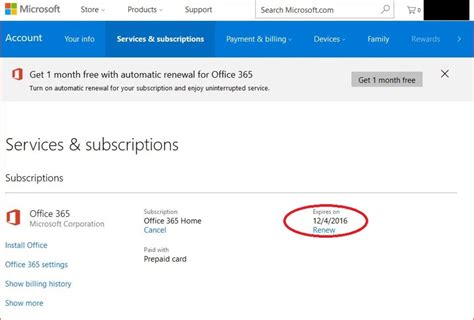 Microsoft
Store
Products
Support
Search Microsoft.com
0
Account
Your info
Services & subscriptions
Payment & billing
Devices
Family
Rewards
Get 1 month free with automatic renewal for Office 365
Turn on automatic renewal for your subscription and enjoy uninterrupted service.
Get 1 month free
Services & subscriptions
Subscriptions
Office 365
Microsoft Corporation
Install Office
Office 365 settings
Show billing history
Show more
Subscription
Office 365 Home
Cancel
Paid with
Prepaid card
Expires on
12/4/2016
Renew